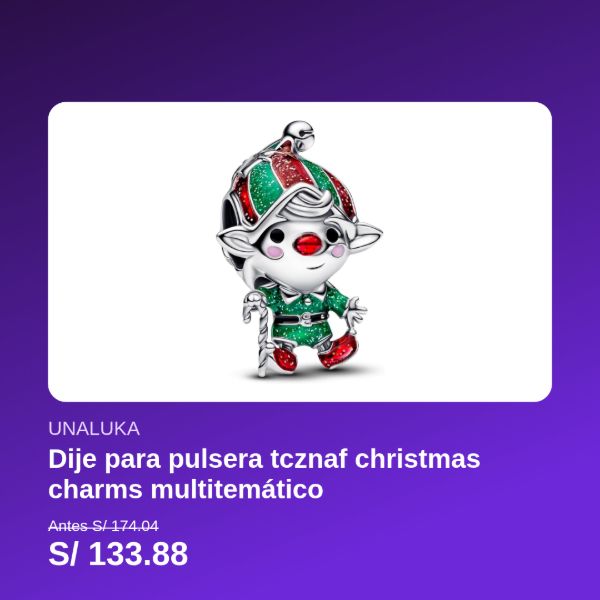 UNALUKA
Dije para pulsera tcznaf christmas
charms multitemático
Antes S/ 174.04
S/ 133.88